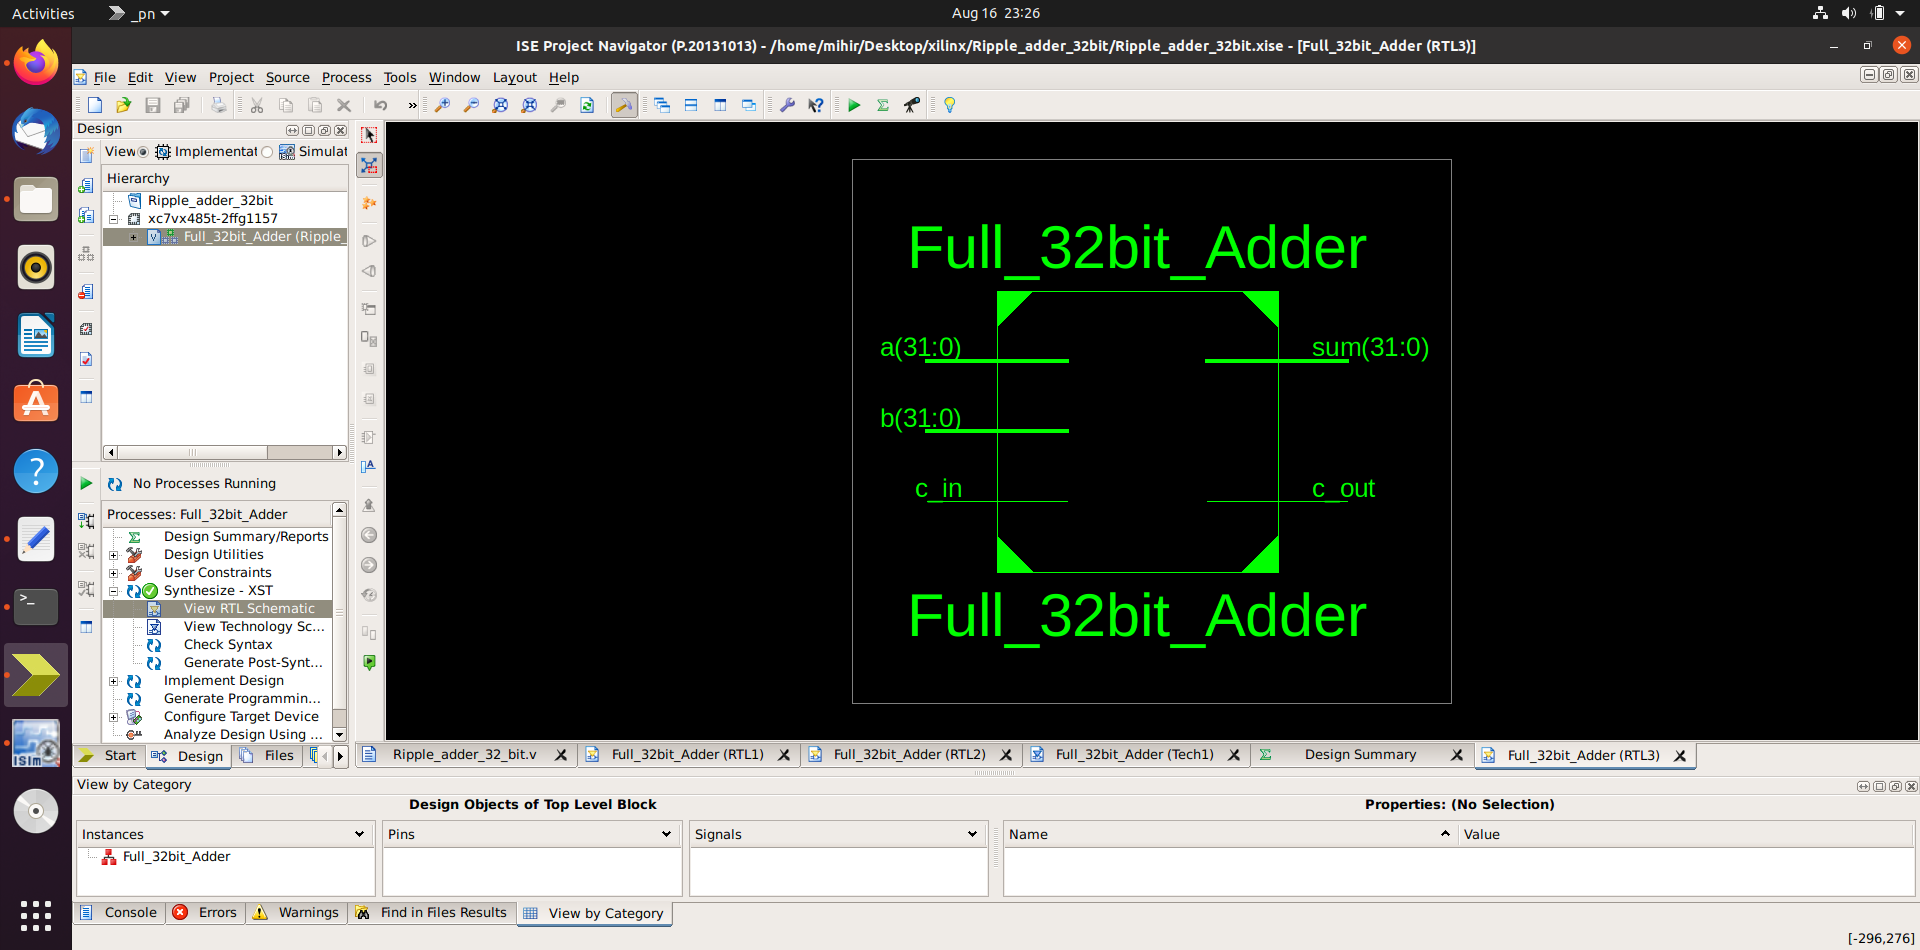 Activities
_pn
Aug 16 23:26
ISE Project Navigator (P.20131013) - /home/mihir/Desktop/xilinx/Ripple_adder_32bit/Ripple_adder_32bit.xise - [Full_32bit_Adder (RTL3)]
File Edit View Project Source Process Tools Window Layout Help
»
Design
View Implementat Simulat
Hierarchy
Ripple_adder_32bit
xc7vx485t-2ffg1157
Full_32bit_Adder (Ripple_
No Processes Running
Processes: Full_32bit_Adder
Design Summary/Reports
Design Utilities
User Constraints
Synthesize - XST
View RTL Schematic
View Technology Sc...
Check Syntax
Generate Post-Synt...
Implement Design
Generate Programmin...
Configure Target Device
Analyze Design Using ...
Start Design Files
Full_32bit_Adder
a(31:0)
sum(31:0)
b(31:0)
c_in
c_out
Full_32bit_Adder
Ripple_adder_32_bit.v
Full_32bit_Adder (RTL1)
Full_32bit_Adder (RTL2)
Full_32bit_Adder (Tech1)
Design Summary
Full_32bit_Adder (RTL3)
View by Category
Design Objects of Top Level Block
Properties: (No Selection)
Instances
Pins
Signals
Name
Value
Full_32bit_Adder
Console
Errors
Warnings
Find in Files Results
View by Category
[-296,276]
ISim